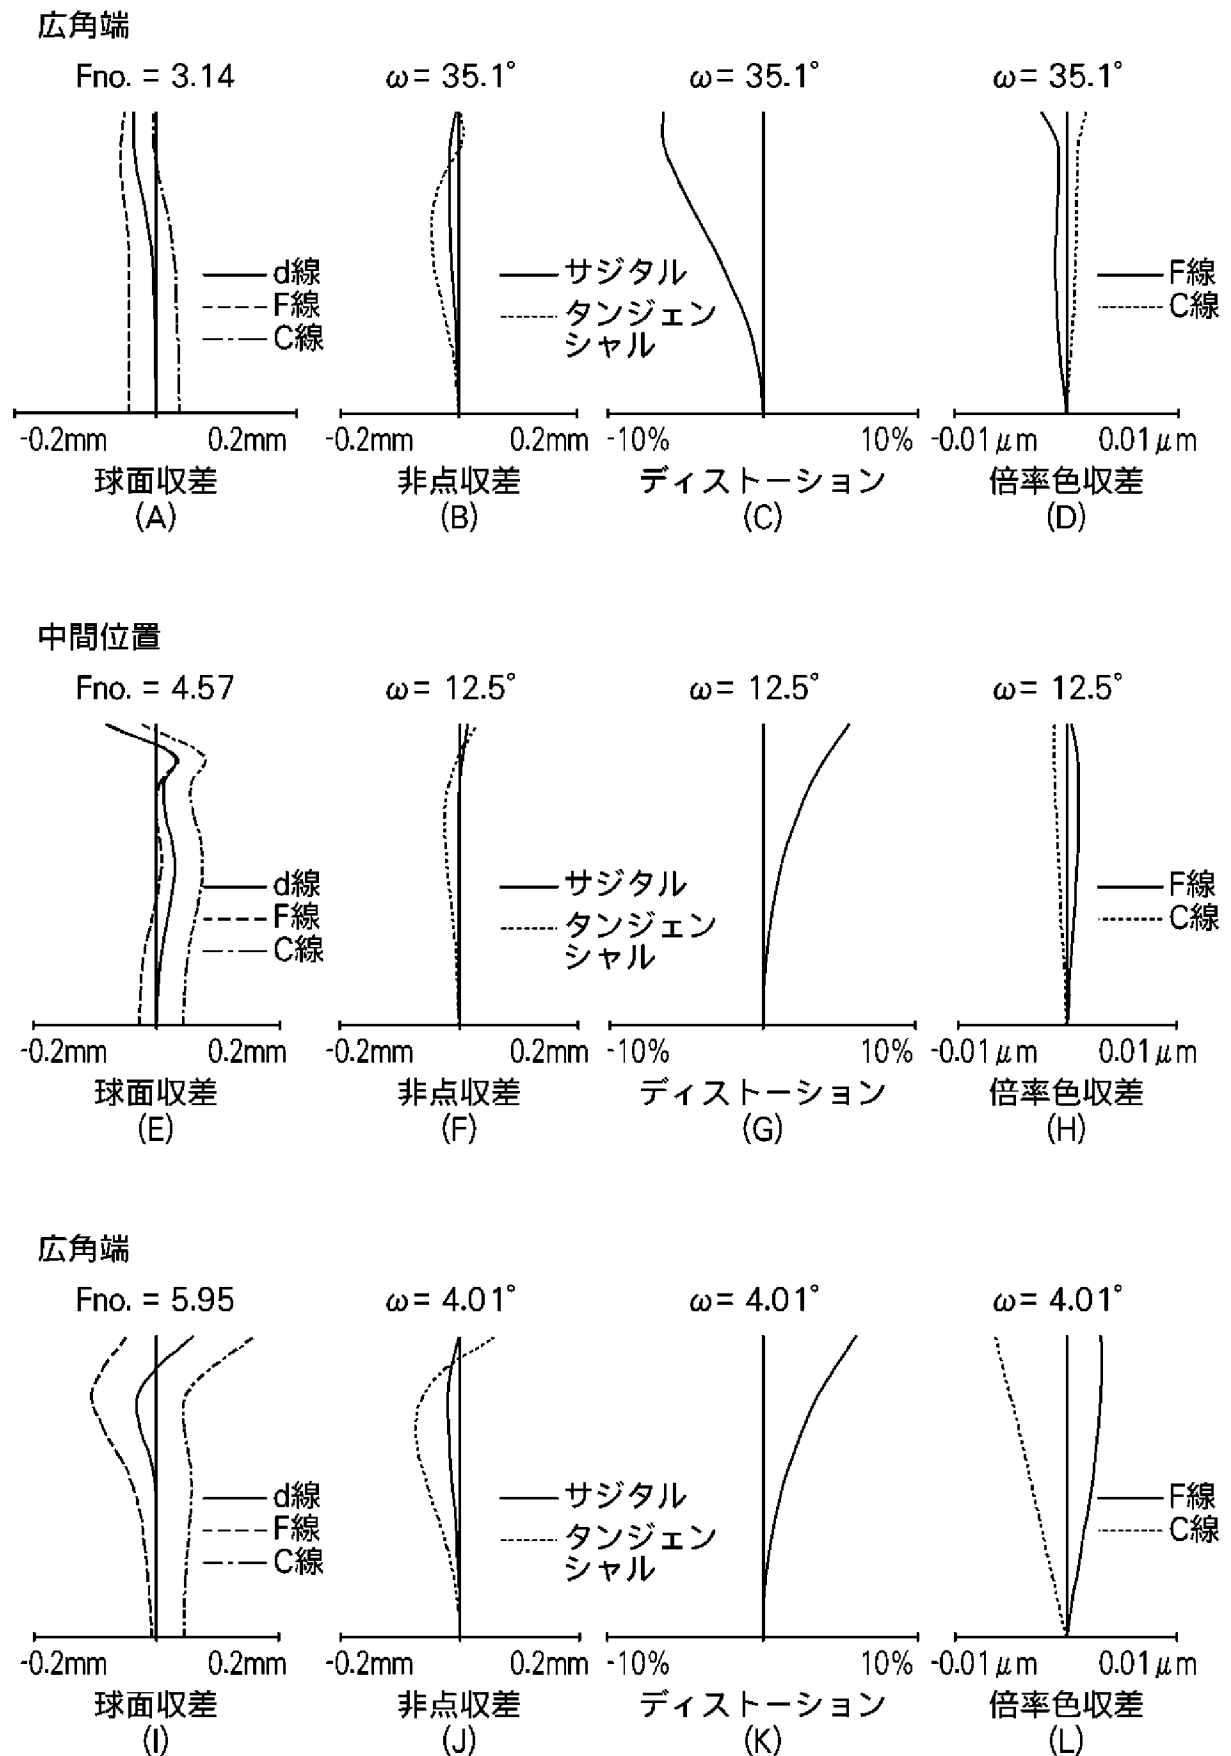 広角端
Fno. = 3.14
ω= 35.1°
ω= 35.1°
ω= 35.1°
d線
F線
C線
サジタル
タンジェン
シャル
F線
C線
-0.2mm 0.2mm
-0.2mm 0.2mm
-10% 10%
-0.01μm 0.01μm
球面収差
非点収差
ディストーション
倍率色収差
(A)
(B)
(C)
(D)
中間位置
Fno. = 4.57
ω= 12.5°
ω= 12.5°
ω= 12.5°
d線
F線
C線
サジタル
タンジェン
シャル
F線
C線
-0.2mm 0.2mm
-0.2mm 0.2mm
-10% 10%
-0.01μm 0.01μm
球面収差
非点収差
ディストーション
倍率色収差
(E)
(F)
(G)
(H)
広角端
Fno. = 5.95
ω= 4.01°
ω= 4.01°
ω= 4.01°
d線
F線
C線
サジタル
タンジェン
シャル
F線
C線
-0.2mm 0.2mm
-0.2mm 0.2mm
-10% 10%
-0.01μm 0.01μm
球面収差
非点収差
ディストーション
倍率色収差
(I)
(J)
(K)
(L)